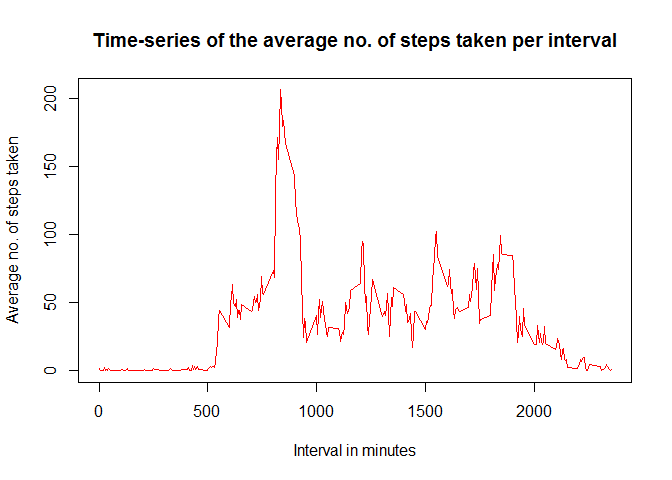 Time-series of the average no. of steps taken per interval
Average no. of steps taken
200
150
100
50
0
0 500 1000 1500 2000
Interval in minutes